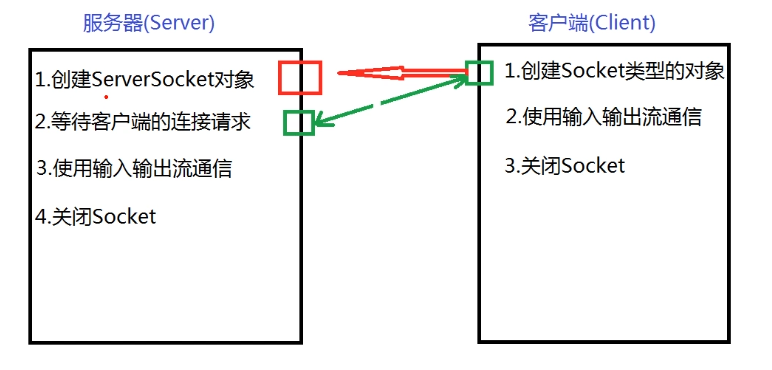 服务器(Server)
1.创建ServerSocket对象
2.等待客户端的连接请求
3.使用输入输出流通信
4.关闭Socket
客户端(Client)
1.创建Socket类型的对象
2.使用输入输出流通信
3.关闭Socket